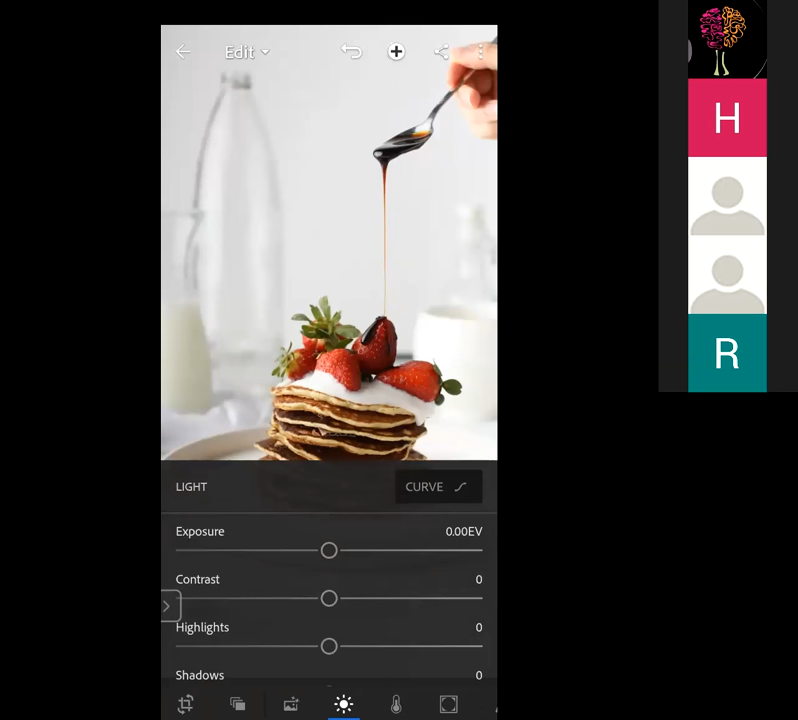 Edit
H
R
LIGHT
CURVE
Exposure 0.00EV
Contrast 0
Highlights 0
Shadows 0